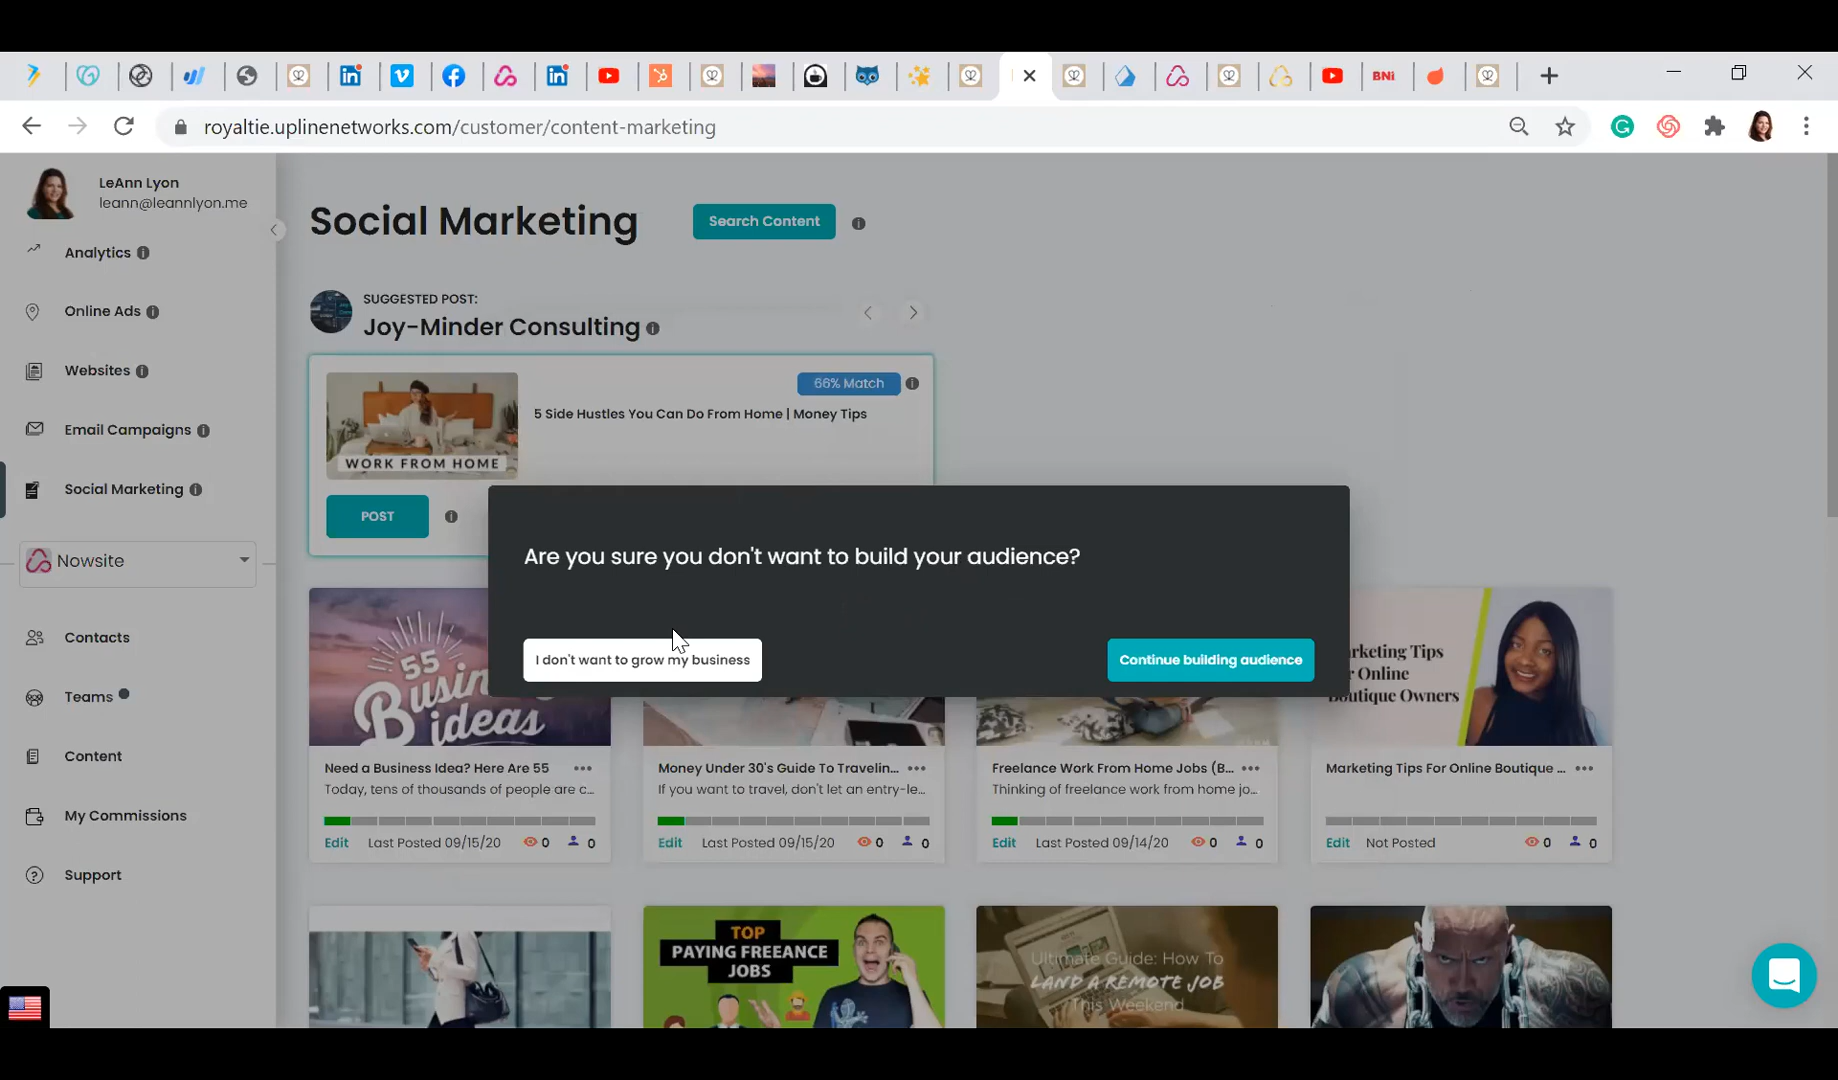 BNi
royaltie.uplinenetworks.com/customer/content-marketing
LeAnn Lyon
leann@leannlyon.me
Analytics
Online Ads
Websites
Email Campaigns
Social Marketing
Nowsite
Contacts
Teams
Content
My Commissions
Support
Social Marketing
Search Content
SUGGESTED POST:
Joy-Minder Consulting
66% Match
5 Side Hustles You Can Do From Home | Money Tips
WORK FROM HOME
POST
Are you sure you don't want to build your audience?
I don't want to grow my business
Continue building audience
55
Business
ideas
Marketing Tips For Online Boutique Owners
Need a Business Idea? Here Are 55
Today, tens of thousands of people are c...
Edit Last Posted 09/15/20 0 0
Money Under 30's Guide To Travelin...
If you want to travel, don't let an entry-le...
Edit Last Posted 09/15/20 0 0
Freelance Work From Home Jobs (B...
Thinking of freelance work from home jo...
Edit Last Posted 09/14/20 0 0
Marketing Tips For Online Boutique ...
Edit Not Posted 0 0
TOP
PAYING FREEANCE
JOBS
Ultimate Guide: How To
LAND A REMOTE JOB
This Weekend